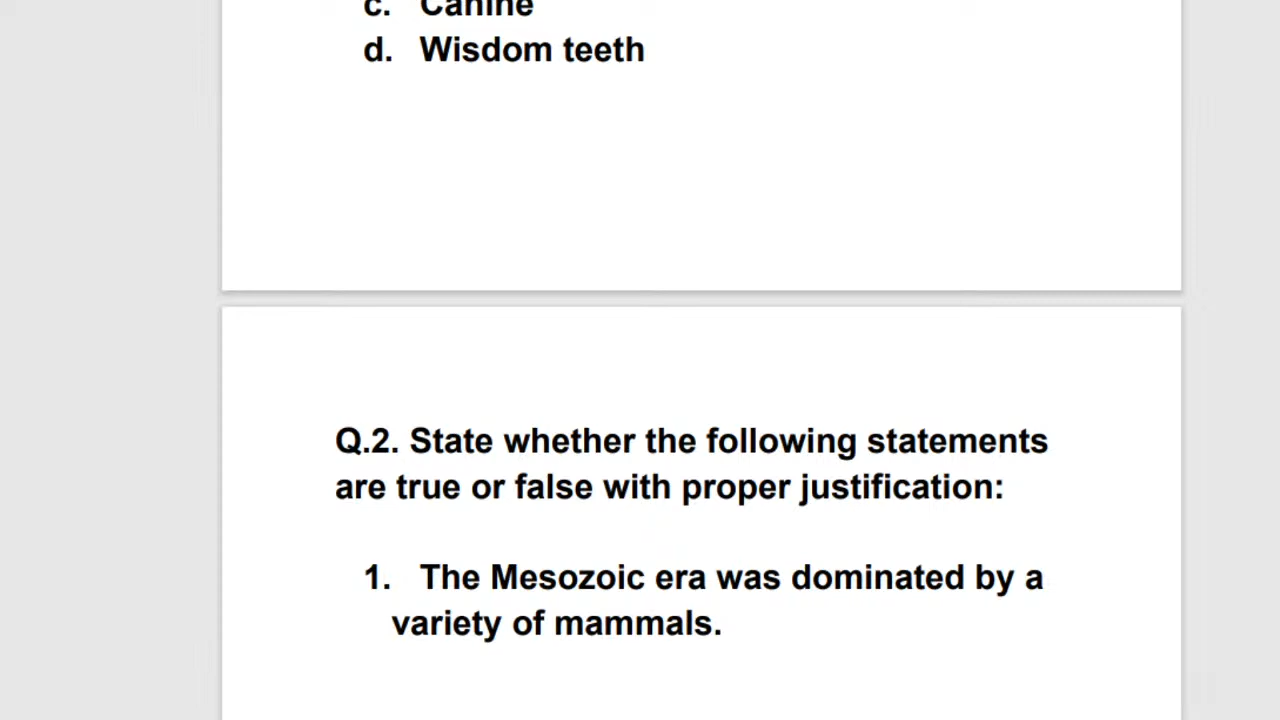 c. Canine
d. Wisdom teeth
Q.2. State whether the following statements
are true or false with proper justification:
1. The Mesozoic era was dominated by a
variety of mammals.